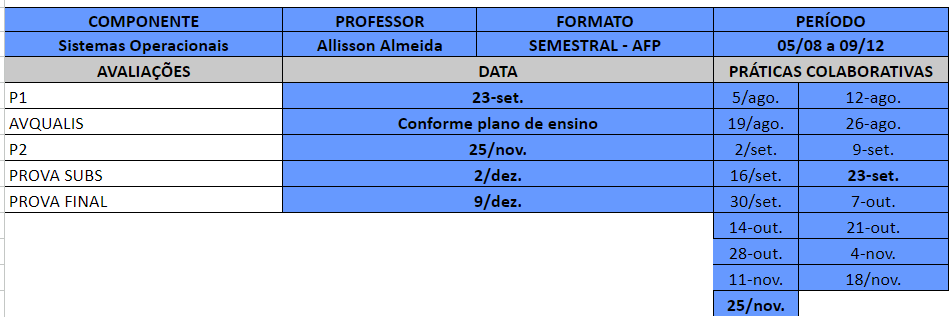 COMPONENTE PROFESSOR FORMATO PERÍODO
Sistemas Operacionais Allisson Almeida SEMESTRAL - AFP 05/08 a 09/12
AVALIAÇÕES DATA PRÁTICAS COLABORATIVAS
P1 23-set. 5/ago. 12-ago.
AVQUALIS Conforme plano de ensino 19/ago. 26-ago.
P2 25/nov. 2/set. 9-set.
PROVA SUBS 2/dez. 16/set. 23-set.
PROVA FINAL 9/dez. 30/set. 7-out.
14-out. 21-out.
28-out. 4-nov.
11-nov. 18/nov.
25/nov.